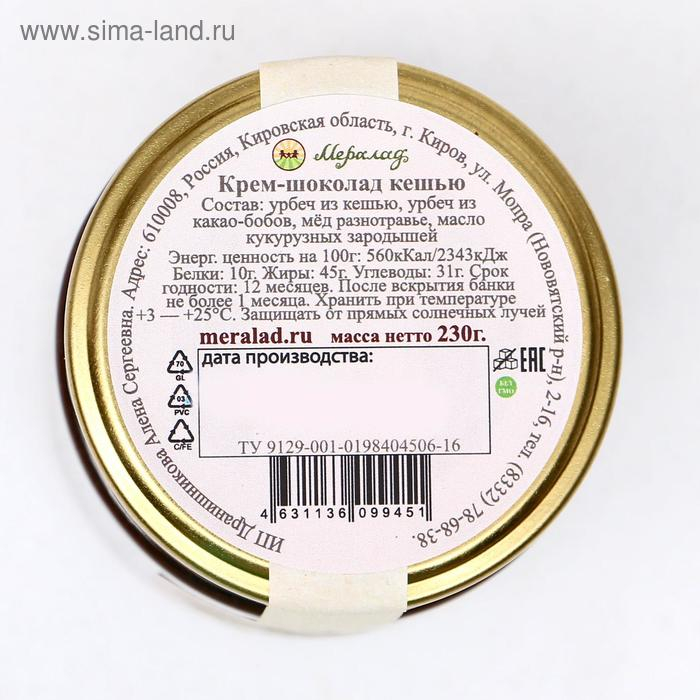 www.sima-land.ru
ИП Дранишникова Алена Сергеевна. Адрес: 610008, Россия, Кировская область, г. Киров, ул. Мопра (Нововятский р-н), 2-16, тел. (8332) 78-68-38.
Мералад
Крем-шоколад кешью
Состав: урбеч из кешью, урбеч из
какао-бобов, мёд разнотравье, масло
кукурузных зародышей
Энерг. ценность на 100г: 560кКал/2343кДж
Белки: 10г. Жиры: 45г. Углеводы: 31г. Срок
годности: 12 месяцев. После вскрытия банки
не более 1 месяца. Хранить при температуре
+3 — +25°С. Защищать от прямых солнечных лучей
meralad.ru масса нетто 230г.
дата производства:
70
GL
03
PVC
C/FE
EAC
БЕЗ
ГМО
ТУ 9129-001-0198404506-16
4 631136 099451